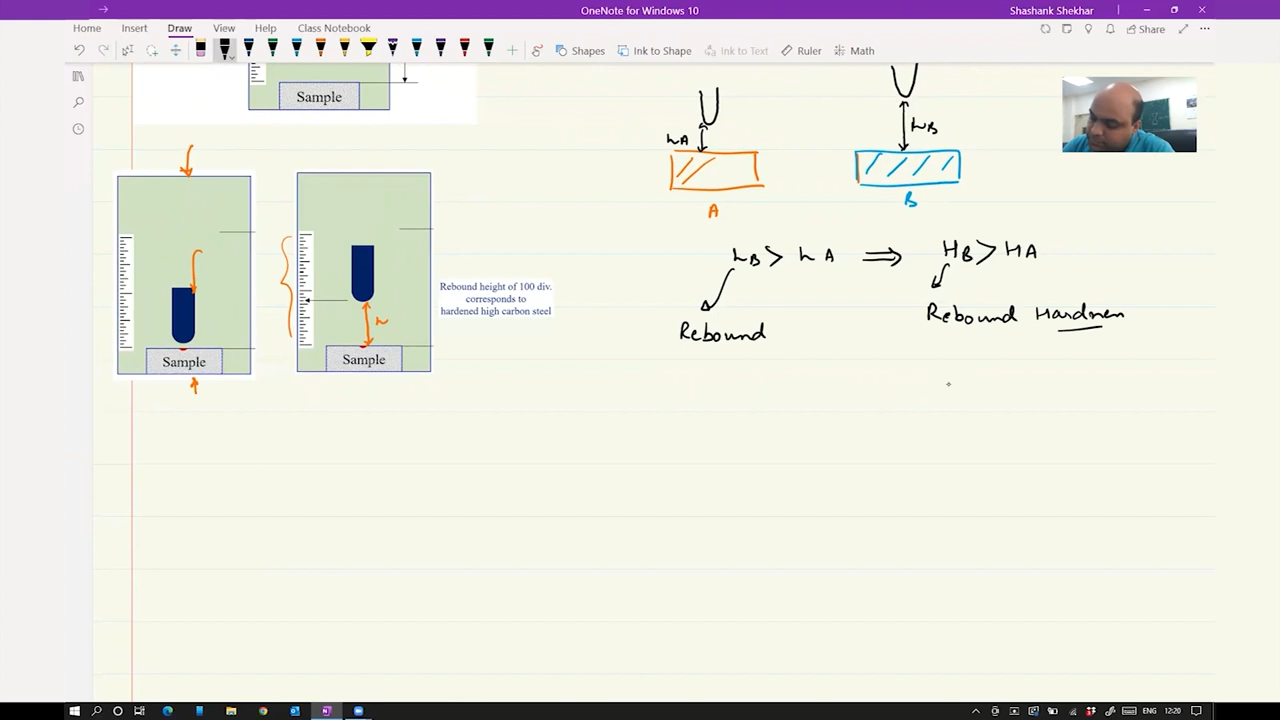 OneNote for Windows 10
Shashank Shekhar
Home Insert Draw View Help Class Notebook
Share
Shapes Ink to Shape Ink to Text Ruler Math
Sample
hA
hB
A
B
hB > hA ⟹ HB > HA
Rebound
Rebound Hardness
Sample
h
Sample
Rebound height of 100 div.
corresponds to
hardened high carbon steel
ENG 12:20